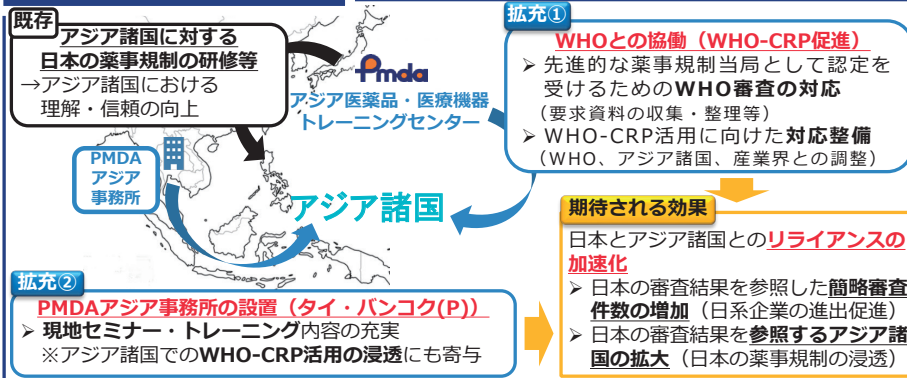 既存
アジア諸国に対する
日本の薬事規制の研修等
→アジア諸国における
理解・信頼の向上
Pmda
アジア医薬品・医療機器
トレーニングセンター
PMDA
アジア
事務所
アジア諸国
拡充①
WHOとの協働（WHO-CRP促進）
➢ 先進的な薬事規制当局として認定を
受けるためのWHO審査の対応
（要求資料の収集・整理等）
➢ WHO-CRP活用に向けた対応整備
（WHO、アジア諸国、産業界との調整）
拡充②
PMDAアジア事務所の設置（タイ・バンコク(P)）
➢ 現地セミナー・トレーニング内容の充実
※アジア諸国でのWHO-CRP活用の浸透にも寄与
期待される効果
日本とアジア諸国とのリライアンスの
加速化
➢ 日本の審査結果を参照した簡略審査
件数の増加（日系企業の進出促進）
➢ 日本の審査結果を参照するアジア諸
国の拡大（日本の薬事規制の浸透）